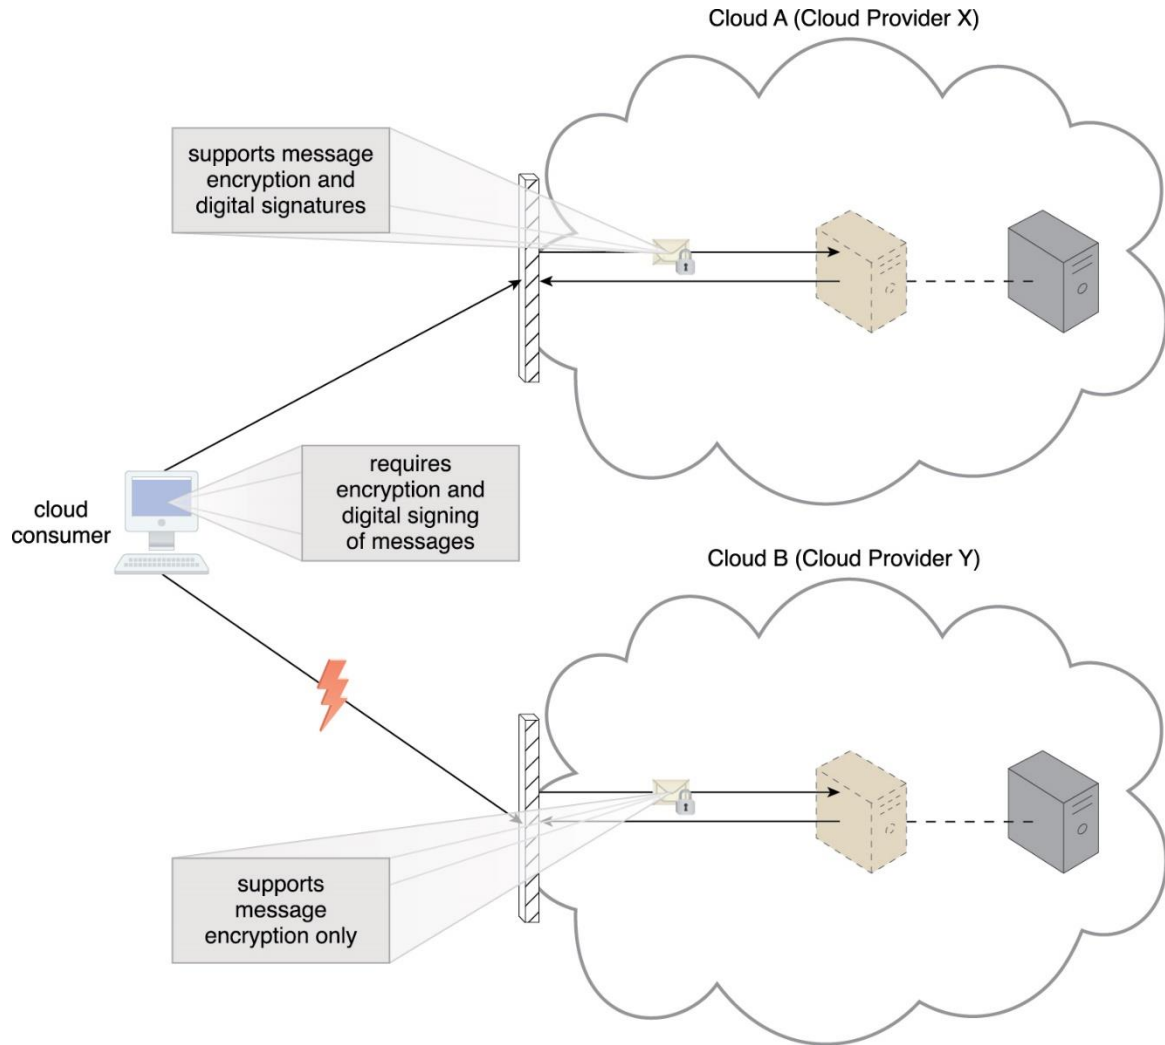 Cloud A (Cloud Provider X)
supports message
encryption and
digital signatures
requires
encryption and
digital signing
of messages
cloud
consumer
Cloud B (Cloud Provider Y)
supports
message
encryption only